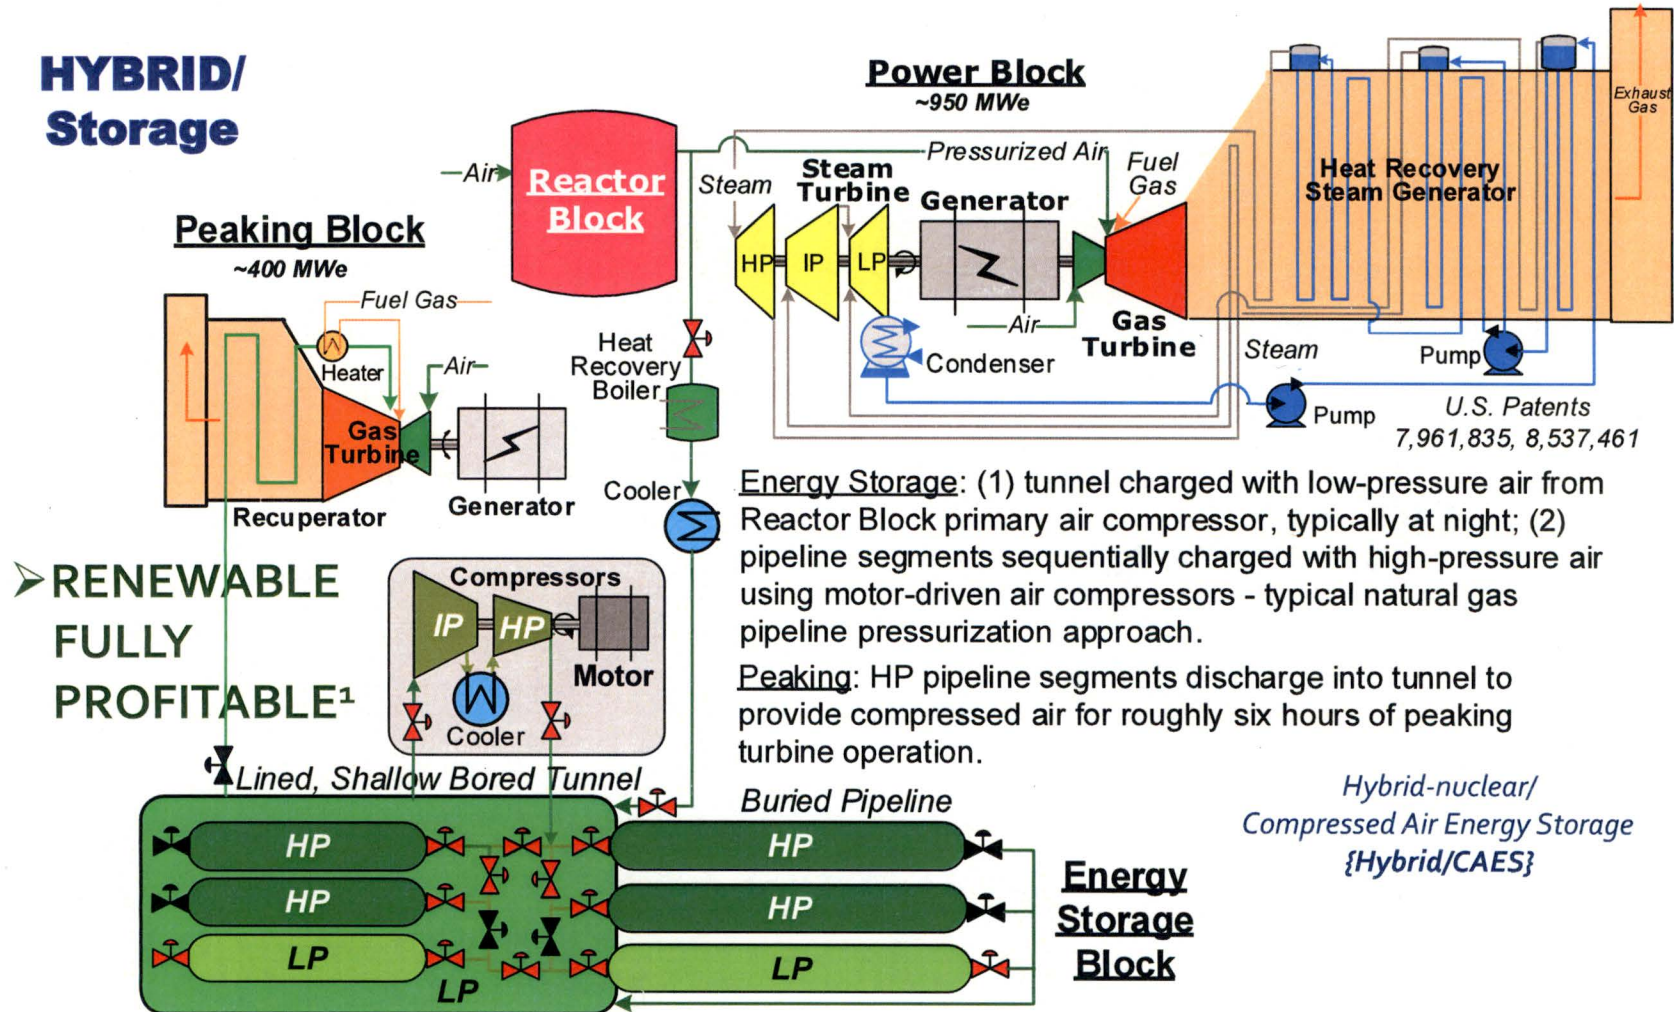 HYBRID/
Storage
Power Block
~950 MWe
Exhaust
Gas
Air
Reactor
Block
Pressurized Air
Fuel
Gas
Steam
Steam
Turbine
Generator
Heat Recovery
Steam Generator
Peaking Block
~400 MWe
HP
IP
LP
Air
Gas
Turbine
Condenser
Steam
Pump
Pump
U.S. Patents
7,961,835, 8,537,461
Fuel Gas
Heater
Air
Gas
Turbine
Generator
Recuperator
Heat
Recovery
Boiler
Cooler
Energy Storage: (1) tunnel charged with low-pressure air from
Reactor Block primary air compressor, typically at night; (2)
pipeline segments sequentially charged with high-pressure air
using motor-driven air compressors - typical natural gas
pipeline pressurization approach.
Peaking: HP pipeline segments discharge into tunnel to
provide compressed air for roughly six hours of peaking
turbine operation.
➢RENEWABLE
FULLY
PROFITABLE¹
Compressors
IP
HP
Motor
Cooler
Lined, Shallow Bored Tunnel
Buried Pipeline
Hybrid-nuclear/
Compressed Air Energy Storage
{Hybrid/CAES}
HP
HP
HP
HP
LP
LP
LP
Energy
Storage
Block